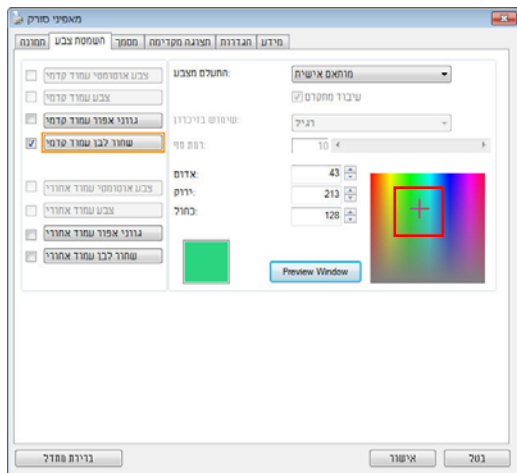 מאפייני סורק
תמונה
השמטת צבע
מסמך
תצוגה מקדימה
הגדרות
מידע
צבע אוטומטי עמוד קדמי
צבע עמוד קדמי
גווני אפור עמוד קדמי
שחור לבן עמוד קדמי
צבע אוטומטי עמוד אחורי
צבע עמוד אחורי
גווני אפור עמוד אחורי
שחור לבן עמוד אחורי
התעלם מצבע:
מותאם אישית
עיבוד מתקדם
שימוש בזיכרון:
רגיל
רמת סף:
10
אדום:
43
ירוק:
213
כחול:
128
Preview Window
ברירת מחדל
אישור
בטל